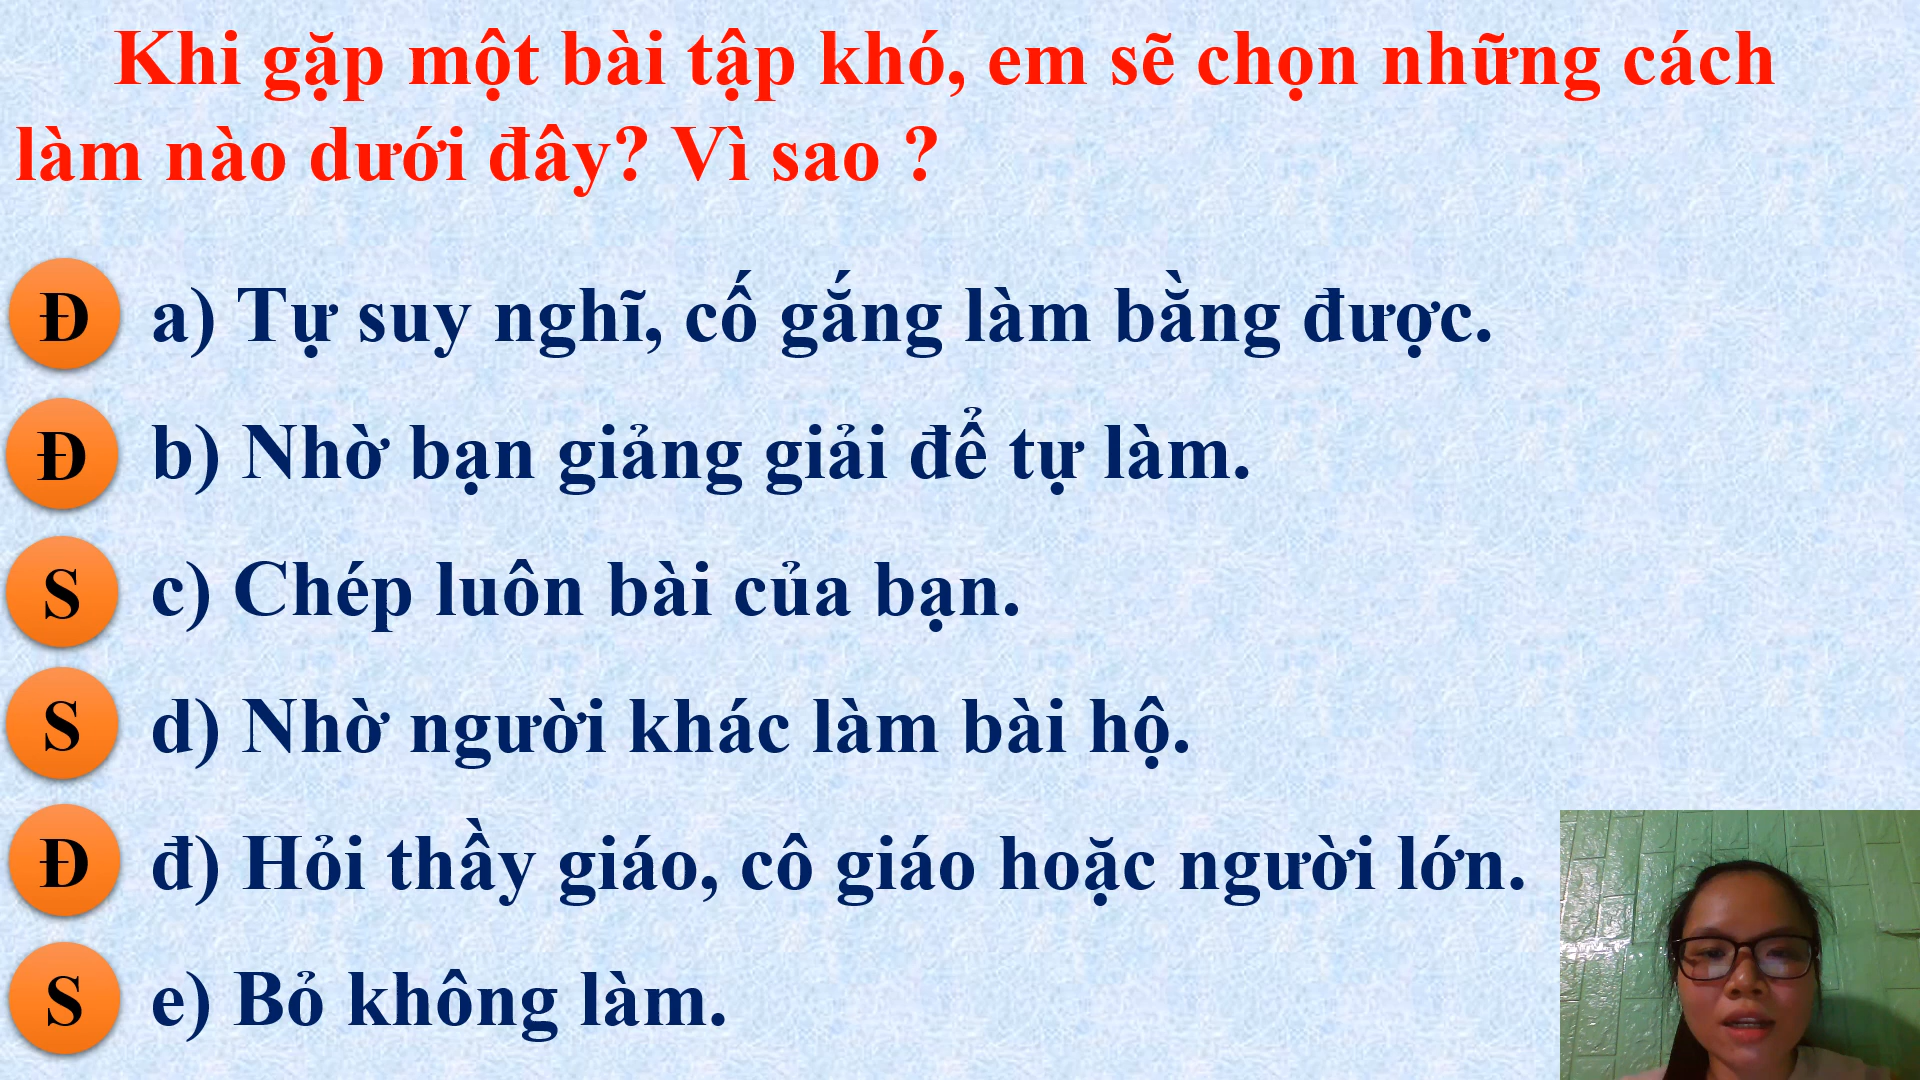 Khi gặp một bài tập khó, em sẽ chọn những cách
làm nào dưới đây? Vì sao ?
Đ a) Tự suy nghĩ, cố gắng làm bằng được.
Đ b) Nhờ bạn giảng giải để tự làm.
S c) Chép luôn bài của bạn.
S d) Nhờ người khác làm bài hộ.
Đ đ) Hỏi thầy giáo, cô giáo hoặc người lớn.
S e) Bỏ không làm.